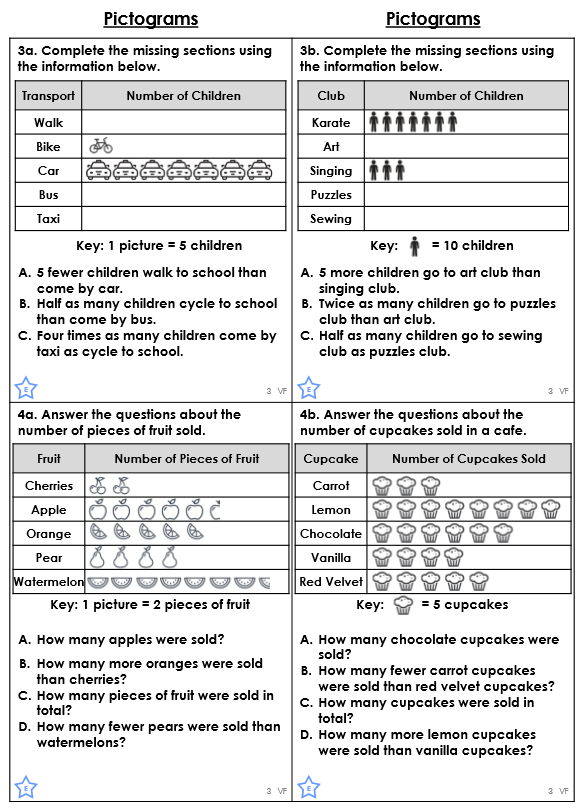 Pictograms
Pictograms
3a. Complete the missing sections using
the information below.
Transport Number of Children
Walk
Bike
Car
Bus
Taxi
Key: 1 picture = 5 children
A. 5 fewer children walk to school than
come by car.
B. Half as many children cycle to school
than come by bus.
C. Four times as many children come by
taxi as cycle to school.
E
3 VF
3b. Complete the missing sections using
the information below.
Club Number of Children
Karate
Art
Singing
Puzzles
Sewing
Key: = 10 children
A. 5 more children go to art club than
singing club.
B. Twice as many children go to puzzles
club than art club.
C. Half as many children go to sewing
club as puzzles club.
E
3 VF
4a. Answer the questions about the
number of pieces of fruit sold.
Fruit Number of Pieces of Fruit
Cherries
Apple
Orange
Pear
Watermelon
Key: 1 picture = 2 pieces of fruit
A. How many apples were sold?
B. How many more oranges were sold
than cherries?
C. How many pieces of fruit were sold in
total?
D. How many fewer pears were sold than
watermelons?
E
3 VF
4b. Answer the questions about the
number of cupcakes sold in a cafe.
Cupcake Number of Cupcakes Sold
Carrot
Lemon
Chocolate
Vanilla
Red Velvet
Key: = 5 cupcakes
A. How many chocolate cupcakes were
sold?
B. How many fewer carrot cupcakes
were sold than red velvet cupcakes?
C. How many cupcakes were sold in
total?
D. How many more lemon cupcakes
were sold than vanilla cupcakes?
E
3 VF